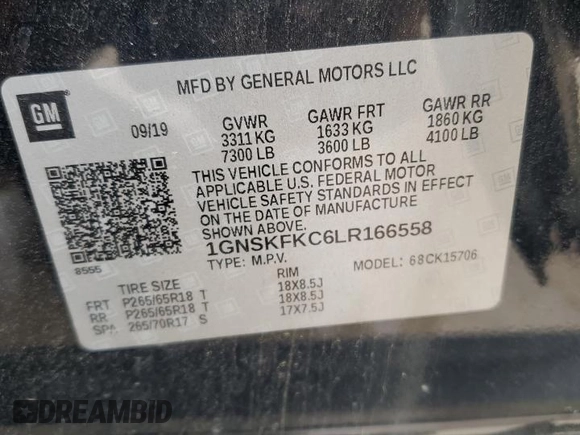 MFD BY GENERAL MOTORS LLC
GM
09/19
GVWR
3311 KG
7300 LB
GAWR FRT
1633 KG
3600 LB
GAWR RR
1860 KG
4100 LB
THIS VEHICLE CONFORMS TO ALL
APPLICABLE U.S. FEDERAL MOTOR
VEHICLE SAFETY STANDARDS IN EFFECT
ON THE DATE OF MANUFACTURE
SHOWN ABOVE.
1GNSKFKC6LR166558
TYPE: M.P.V.
MODEL: 68CK15706
8555
TIRE SIZE RIM
FRT P265/65R18 T 18X8.5J
RR P265/65R18 T 18X8.5J
SPA 265/70R17 S 17X7.5J
DREAMBID